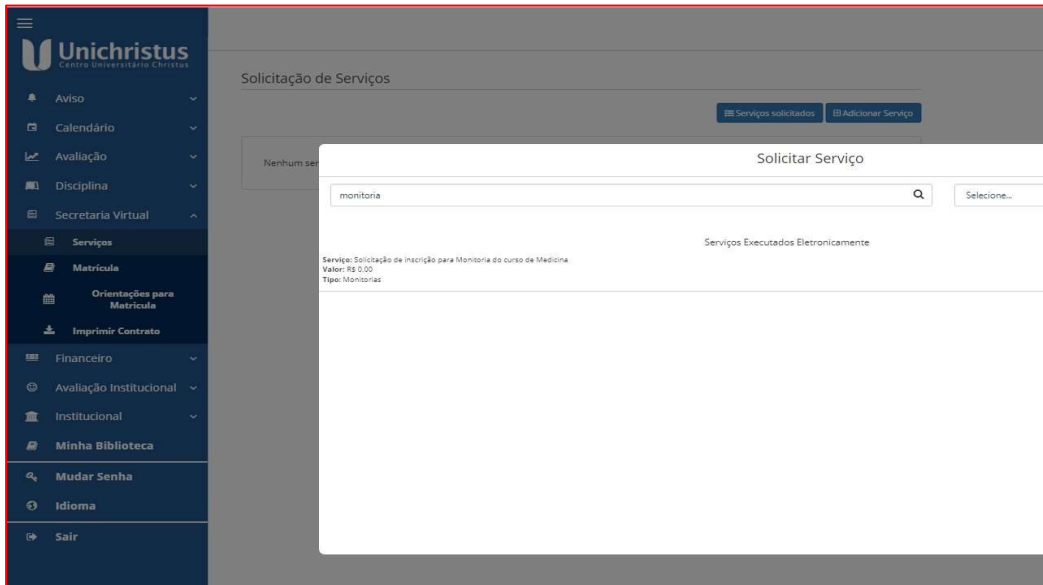 Unichristus
Centro Universitário Christus
Aviso
Calendário
Avaliação
Disciplina
Secretaria Virtual
Serviços
Matrícula
Orientações para
Matrícula
Imprimir Contrato
Financeiro
Avaliação Institucional
Institucional
Minha Biblioteca
Mudar Senha
Idioma
Sair
Solicitação de Serviços
Serviços solicitados
Adicionar Serviço
Nenhum ser
Solicitar Serviço
monitoria
Selecione...
Serviços Executados Eletronicamente
Serviço: Solicitação de inscrição para Monitoria do curso de Medicina
Valor: R$ 0,00
Tipo: Monitorias